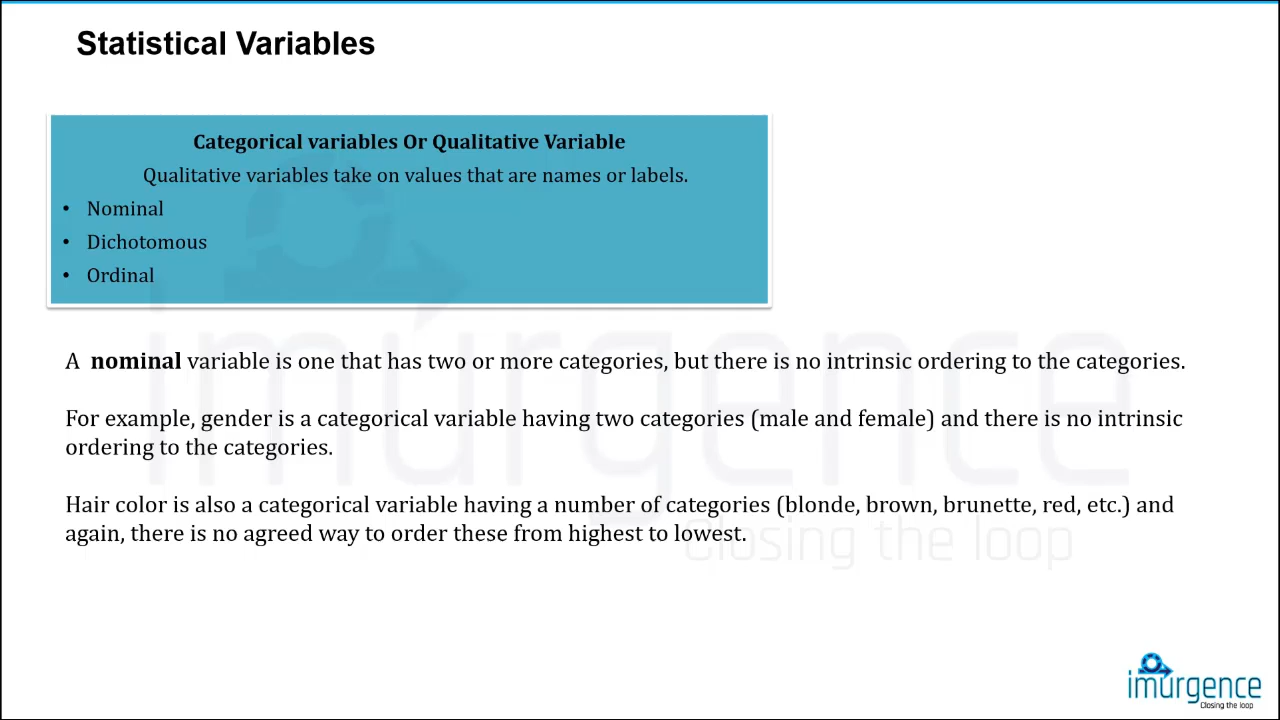 Statistical Variables
Categorical variables Or Qualitative Variable
Qualitative variables take on values that are names or labels.
• Nominal
• Dichotomous
• Ordinal
A nominal variable is one that has two or more categories, but there is no intrinsic ordering to the categories.
For example, gender is a categorical variable having two categories (male and female) and there is no intrinsic
ordering to the categories.
Hair color is also a categorical variable having a number of categories (blonde, brown, brunette, red, etc.) and
again, there is no agreed way to order these from highest to lowest.
imurgence
Closing the loop
imurgence
Closing the loop